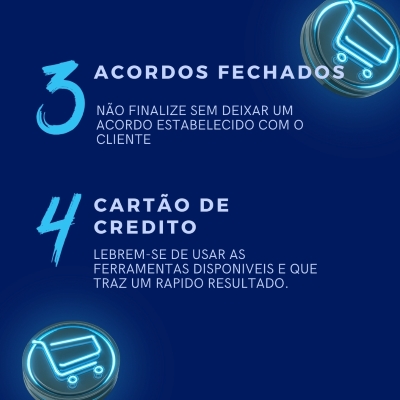 3 ACORDOS FECHADOS
NÃO FINALIZE SEM DEIXAR UM
ACORDO ESTABELECIDO COM O
CLIENTE
4 CARTÃO DE
CREDITO
LEBREM-SE DE USAR AS
FERRAMENTAS DISPONIVEIS E QUE
TRAZ UM RAPIDO RESULTADO.